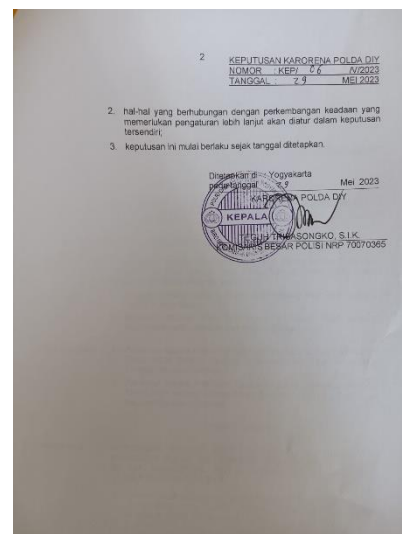 2
KEPUTUSAN KARORENA POLDA DIY
NOMOR : KEP/ 06 /V/2023
TANGGAL : 29 MEI 2023
2. hal-hal yang berhubungan dengan perkembangan keadaan yang
memerlukan pengaturan lebih lanjut akan diatur dalam keputusan
tersendiri;
3. keputusan ini mulai berlaku sejak tanggal ditetapkan.
Ditetapkan di Yogyakarta
pada tanggal 29 Mei 2023
KARORENA POLDA DIY
KEPALA
TEGUH TRISASONGKO, S.I.K.
KOMISARIS BESAR POLISI NRP 70070365